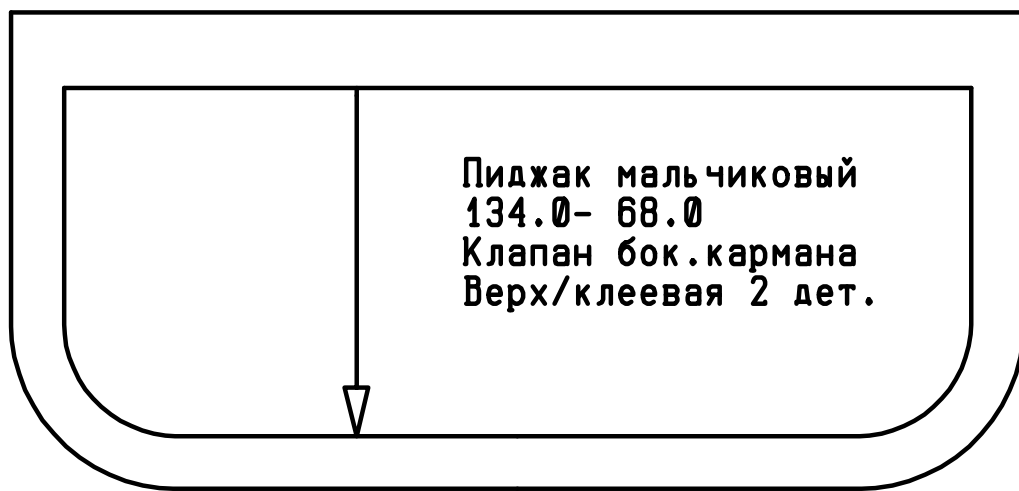 Пиджак мальчиковый
134.0- 68.0
Клапан бок.кармана
Верх/клеевая 2 дет.